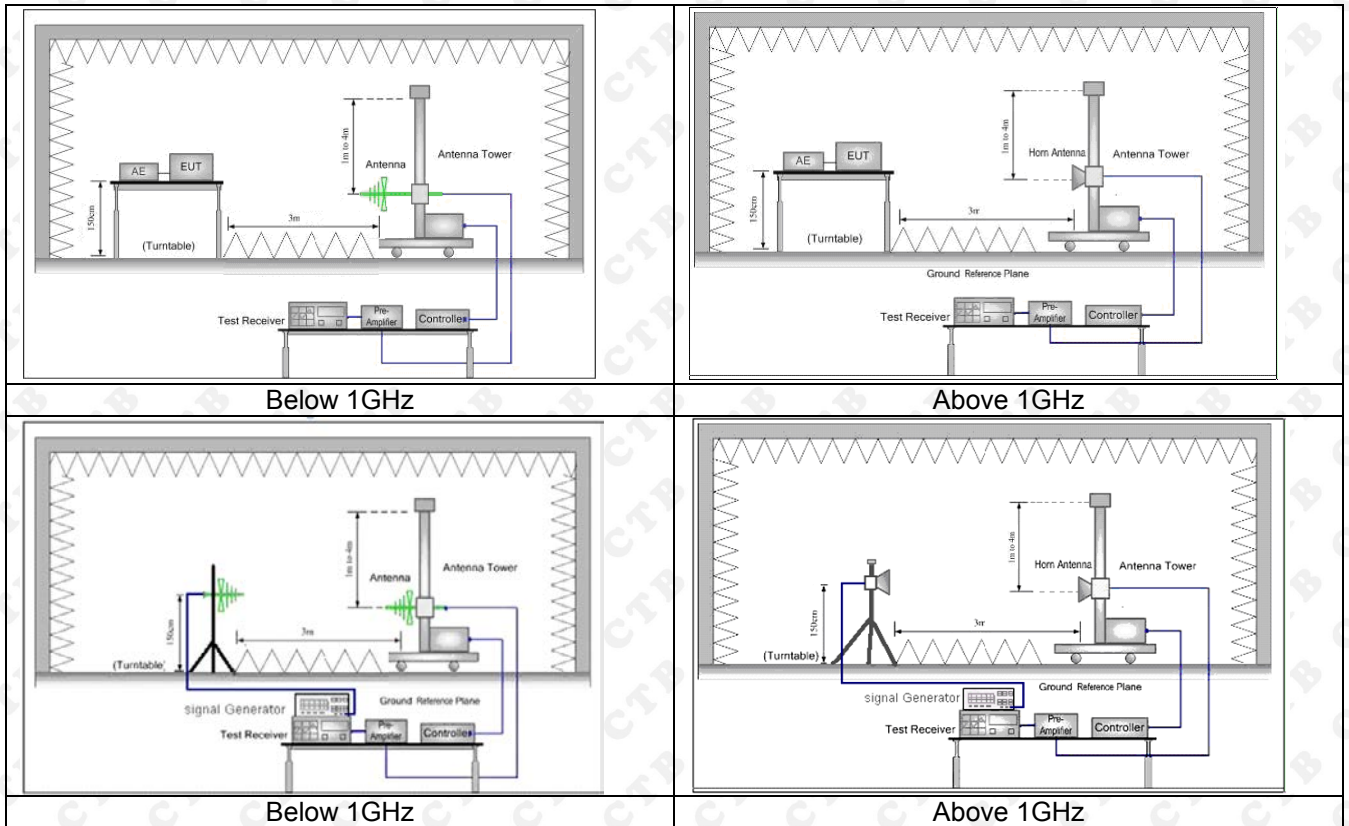 1m to 4m
Antenna
Antenna Tower
AE
EUT
150cm
3m
(Turntable)
Test Receiver
Pre-
Amplifier
Controller
Below 1GHz
1m to 4m
Horn Antenna
Antenna Tower
AE
EUT
150cm
3m
(Turntable)
Ground Reference Plane
Test Receiver
Pre-
Amplifier
Controller
Above 1GHz
1m to 4m
Antenna
Antenna Tower
150cm
3m
(Turntable)
Ground Reference Plane
signal Generator
Test Receiver
Pre-
Amplifier
Controller
Below 1GHz
1m to 4m
Horn Antenna
Antenna Tower
150cm
3m
(Turntable)
Ground Reference Plane
signal Generator
Test Receiver
Pre-
Amplifier
Controller
Above 1GHz
CTB